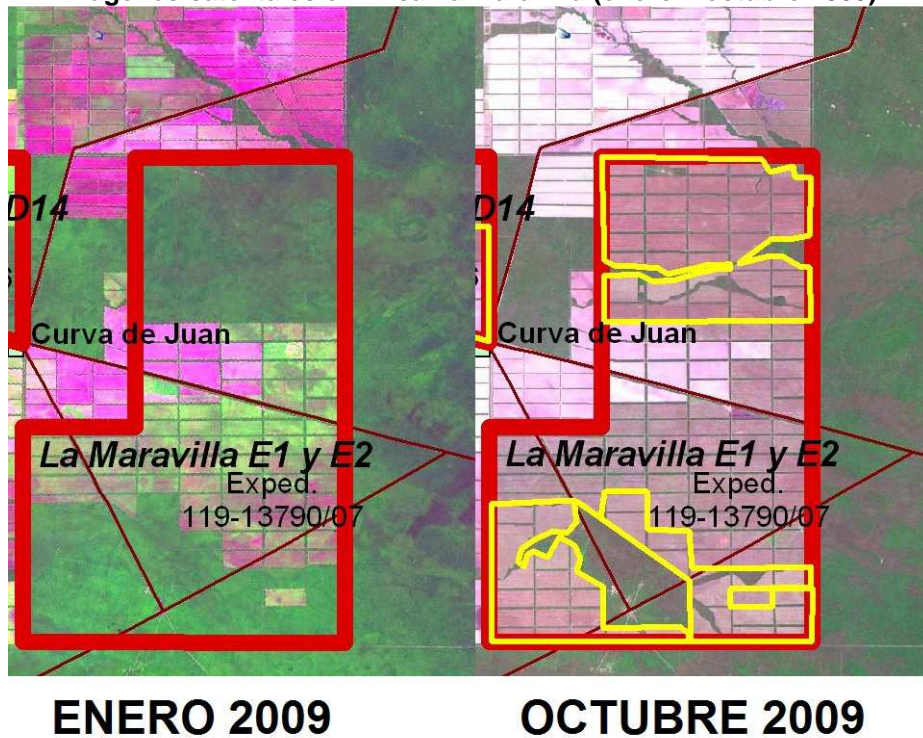 D14
Curva de Juan
La Maravilla E1 y E2
Exped.
119-13790/07
D14
Curva de Juan
La Maravilla E1 y E2
Exped.
119-13790/07
ENERO 2009
OCTUBRE 2009